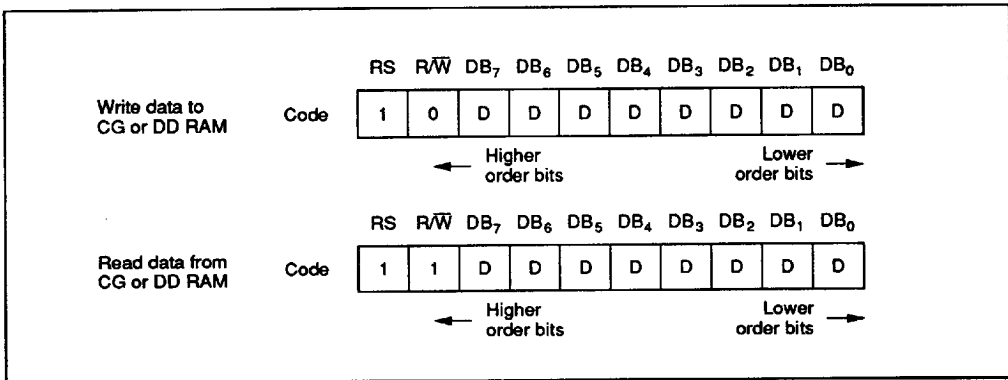 RS R/W̅ DB₇ DB₆ DB₅ DB₄ DB₃ DB₂ DB₁ DB₀
Write data to
CG or DD RAM
Code 1 0 D D D D D D D D
Higher
order bits
Lower
order bits
RS R/W̅ DB₇ DB₆ DB₅ DB₄ DB₃ DB₂ DB₁ DB₀
Read data from
CG or DD RAM
Code 1 1 D D D D D D D D
Higher
order bits
Lower
order bits